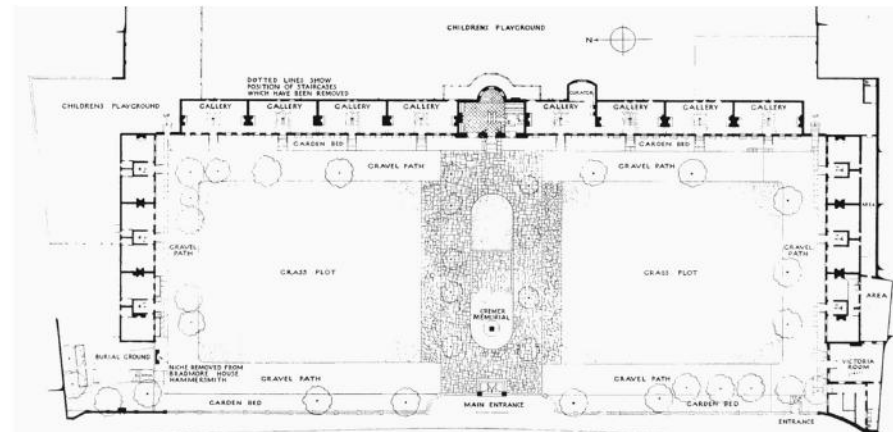 CHILDRENS PLAYGROUND
N
DOTTED LINES SHOW
POSITION OF STAIRCASES
WHICH HAVE BEEN REMOVED
CHILDRENS PLAYGROUND
GALLERY
GALLERY
GALLERY
GALLERY
GALLERY
CURATOR
GALLERY
GALLERY
GALLERY
GARDEN BED
GARDEN BED
GRAVEL PATH
GRAVEL PATH
AREA
GRAVEL
PATH
GRAVEL
PATH
GRASS PLOT
GRASS PLOT
AREA
CREMER
MEMORIAL
BURIAL GROUND
NICHE REMOVED FROM
BRADMORE HOUSE
HAMMERSMITH
GRAVEL PATH
GRAVEL PATH
VICTORIA
ROOM
GARDEN BED
MAIN ENTRANCE
GARDEN BED
ENTRANCE